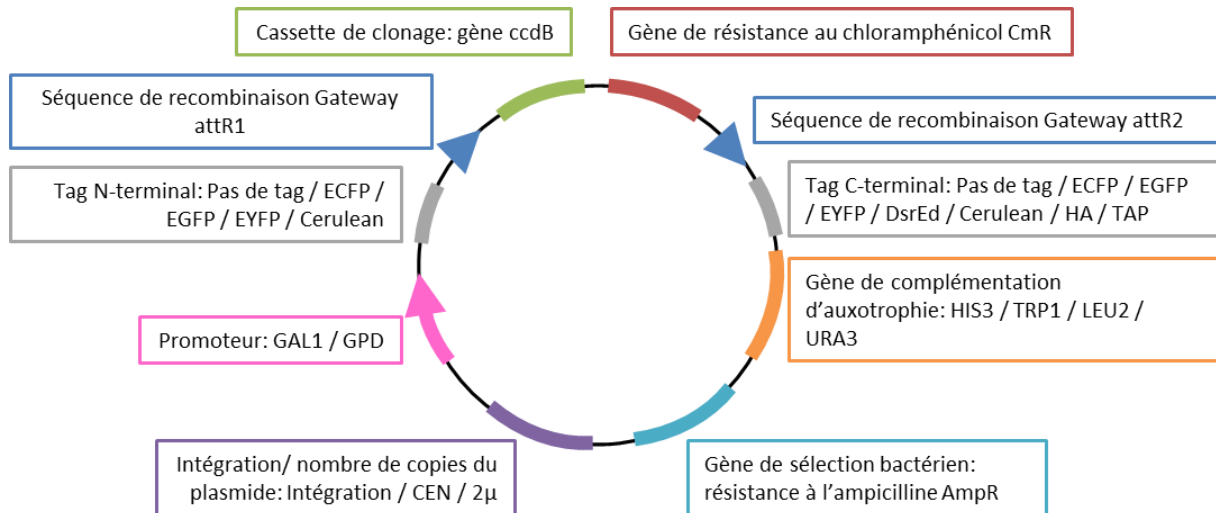 Cassette de clonage: gène ccdB
Gène de résistance au chloramphénicol CmR
Séquence de recombinaison Gateway
attR1
Séquence de recombinaison Gateway attR2
Tag N-terminal: Pas de tag / ECFP /
EGFP / EYFP / Cerulean
Tag C-terminal: Pas de tag / ECFP / EGFP
/ EYFP / DsrEd / Cerulean / HA / TAP
Gène de complémentation
d’auxotrophie: HIS3 / TRP1 / LEU2 /
URA3
Promoteur: GAL1 / GPD
Intégration/ nombre de copies du
plasmide: Intégration / CEN / 2µ
Gène de sélection bactérien:
résistance à l’ampicilline AmpR